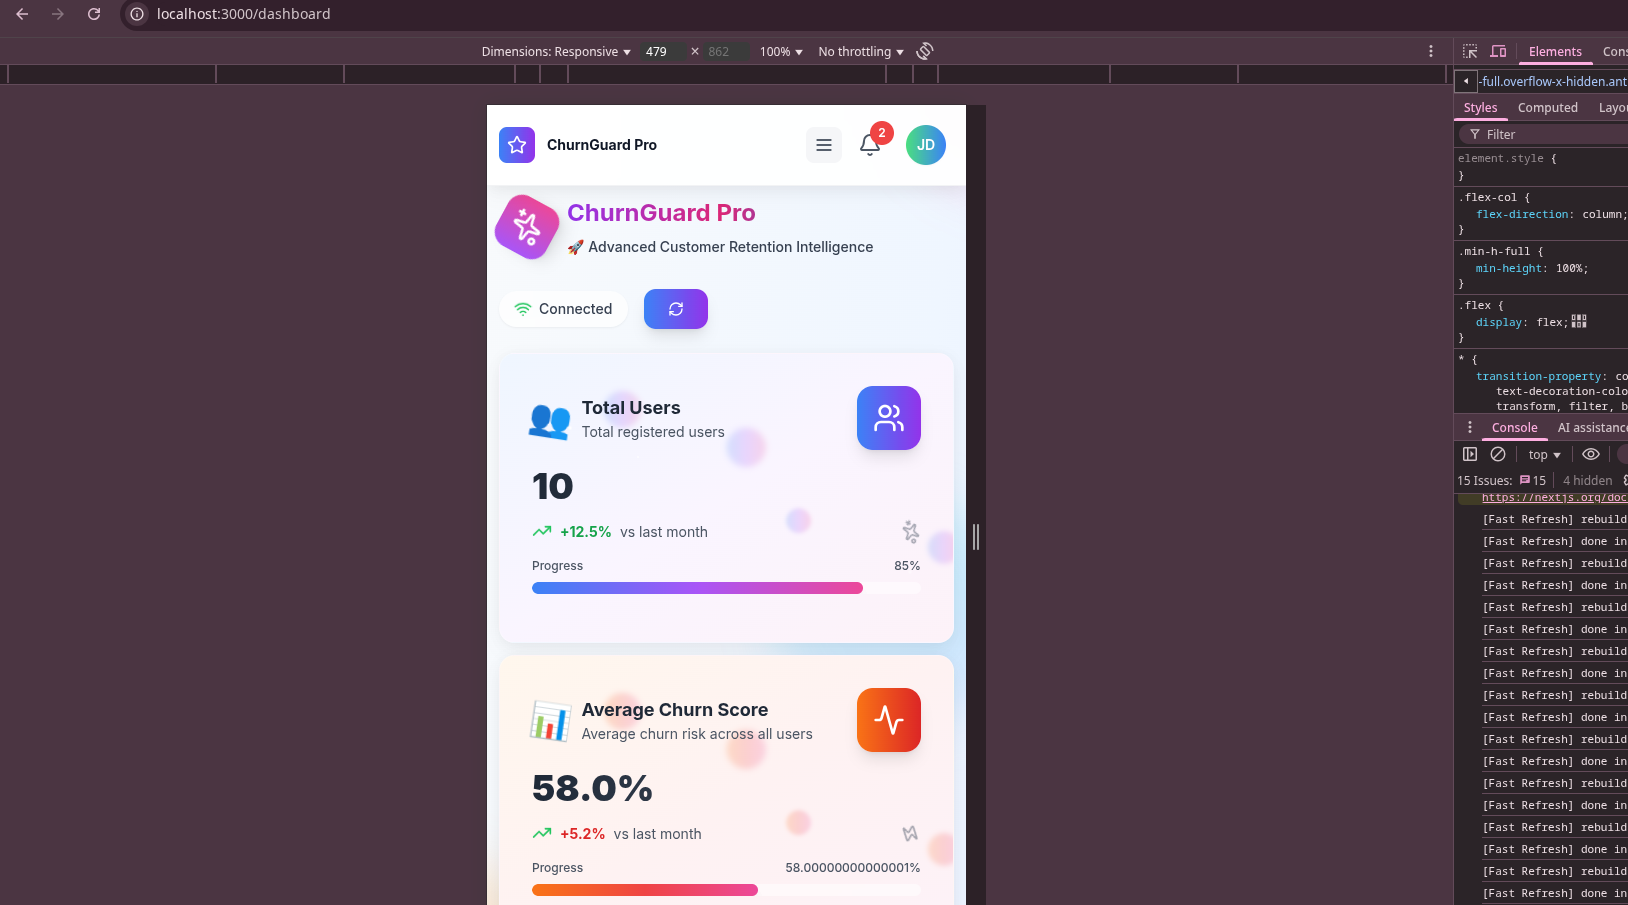 localhost:3000/dashboard
Dimensions: Responsive 479 × 862 100% No throttling
Elements Cons
-full.overflow-x-hidden.ant
Styles Computed Layou
Filter
element.style {
}
.flex-col {
flex-direction: column;
}
.min-h-full {
min-height: 100%;
}
.flex {
display: flex;
}
* {
transition-property: co
text-decoration-colo
transform, filter, b
Console AI assistance
top
15 Issues: 15 4 hidden
https://nextjs.org/doc
[Fast Refresh] rebuild
[Fast Refresh] done in
[Fast Refresh] rebuild
[Fast Refresh] done in
[Fast Refresh] rebuild
[Fast Refresh] done in
[Fast Refresh] rebuild
[Fast Refresh] done in
[Fast Refresh] rebuild
[Fast Refresh] done in
[Fast Refresh] rebuild
[Fast Refresh] done in
[Fast Refresh] rebuild
[Fast Refresh] done in
[Fast Refresh] rebuild
[Fast Refresh] done in
[Fast Refresh] rebuild
[Fast Refresh] done in
ChurnGuard Pro
2
JD
ChurnGuard Pro
🚀 Advanced Customer Retention Intelligence
Connected
Total Users
Total registered users
10
+12.5% vs last month
Progress 85%
Average Churn Score
Average churn risk across all users
58.0%
+5.2% vs last month
Progress 58.00000000000001%